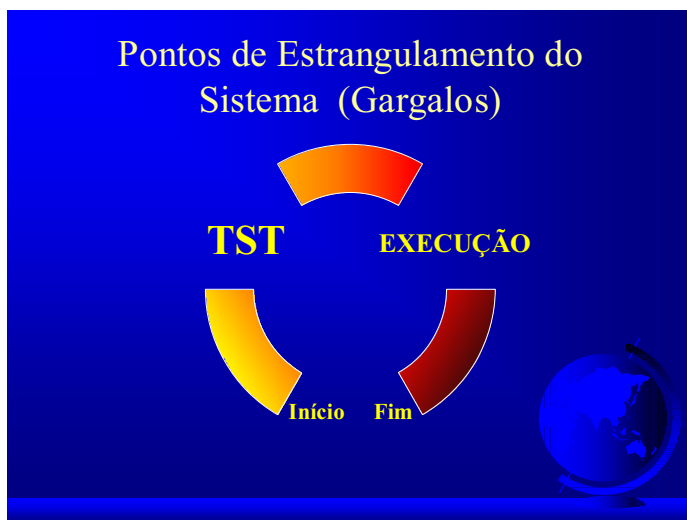 Pontos de Estrangulamento do
Sistema (Gargalos)
TST
EXECUÇÃO
Início
Fim